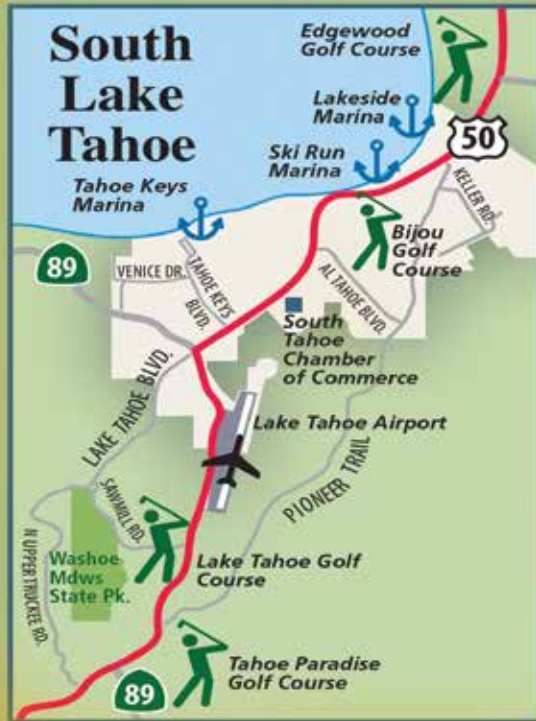 South
Lake
Tahoe
Edgewood
Golf Course
Lakeside
Marina
50
Ski Run
Marina
Tahoe Keys
Marina
KELLER RD.
89
Bijou
Golf
Course
VENICE DR.
TAHOE KEYS
BLVD.
AL TAHOE BLVD.
South
Tahoe
Chamber
of Commerce
LAKE TAHOE BLVD.
Lake Tahoe Airport
PIONEER TRAIL
SAWMILL RD.
N UPPER TRUCKEE RD.
Washoe
Mdws
State Pk.
Lake Tahoe Golf
Course
Tahoe Paradise
Golf Course
89